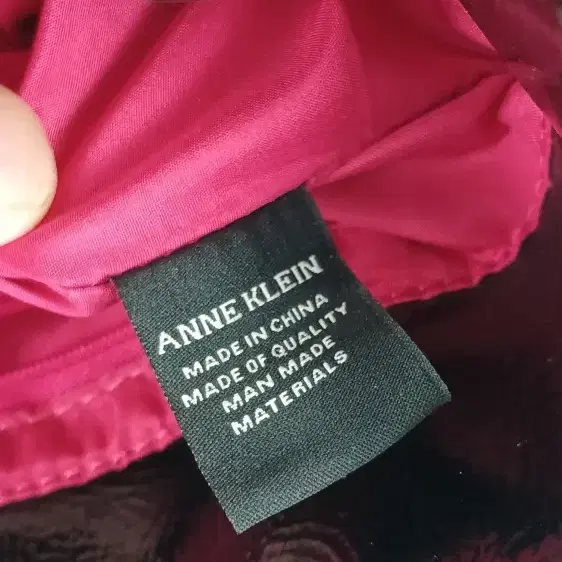 ANNE KLEIN
MADE IN CHINA
MADE OF QUALITY
MAN MADE
MATERIALS